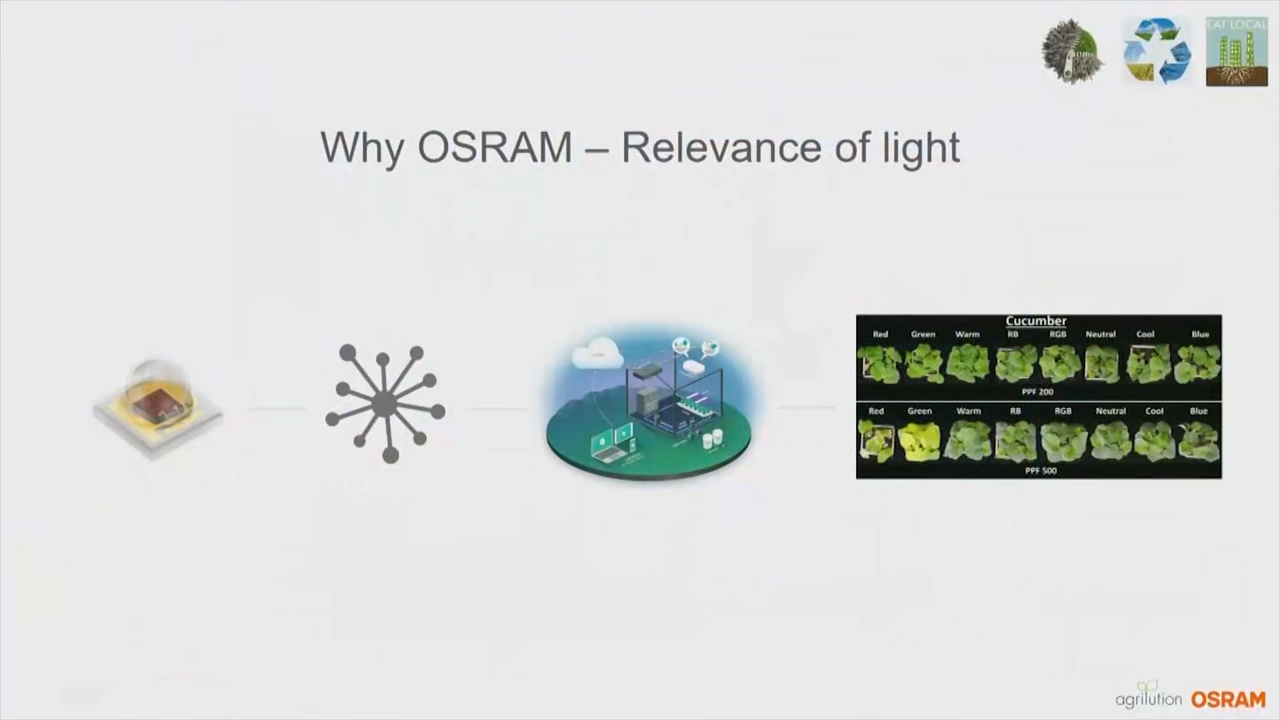 EAT LOCAL
Why OSRAM – Relevance of light
Cucumber
Red Green Warm RB RGB Neutral Cool Blue
PPF 200
Red Green Warm RB RGB Neutral Cool Blue
PPF 500
agrilution OSRAM